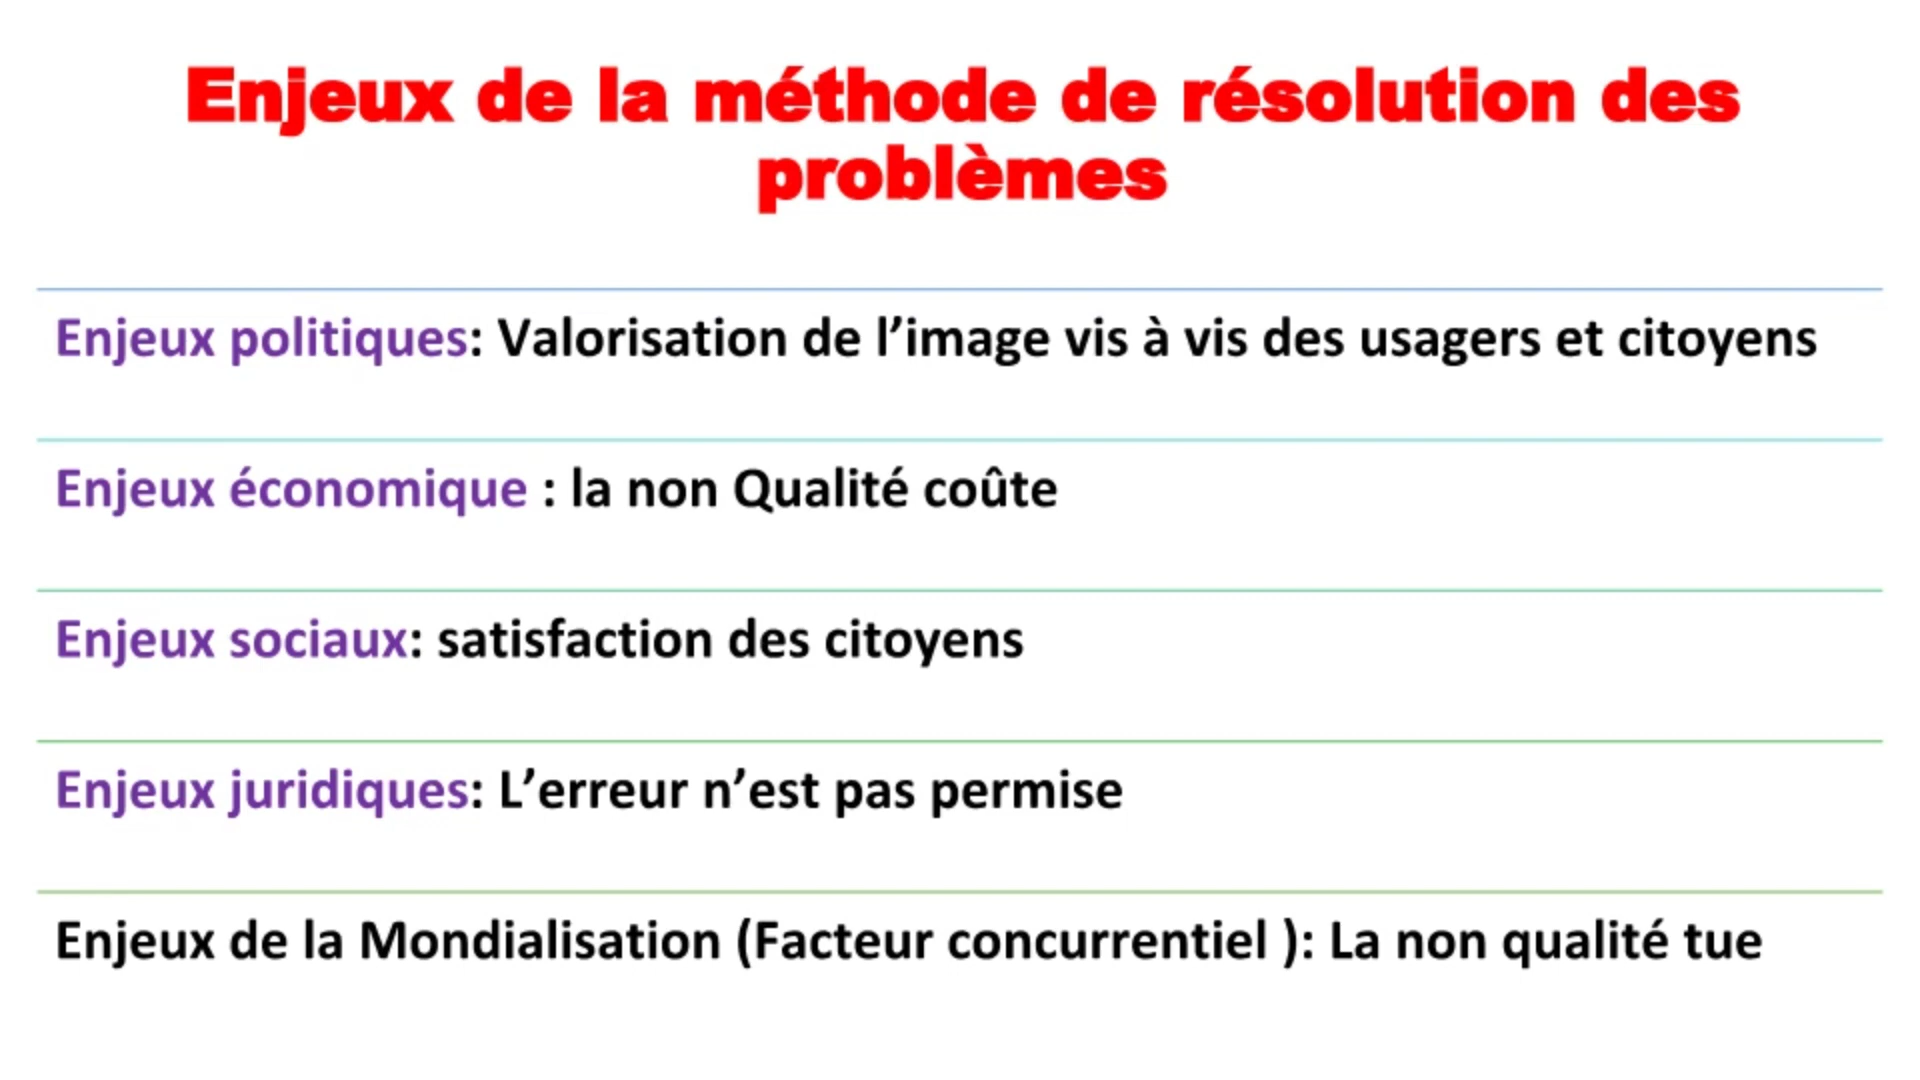 Enjeux de la méthode de résolution des
problèmes
Enjeux politiques: Valorisation de l’image vis à vis des usagers et citoyens
Enjeux économique : la non Qualité coûte
Enjeux sociaux: satisfaction des citoyens
Enjeux juridiques: L’erreur n’est pas permise
Enjeux de la Mondialisation (Facteur concurrentiel ): La non qualité tue